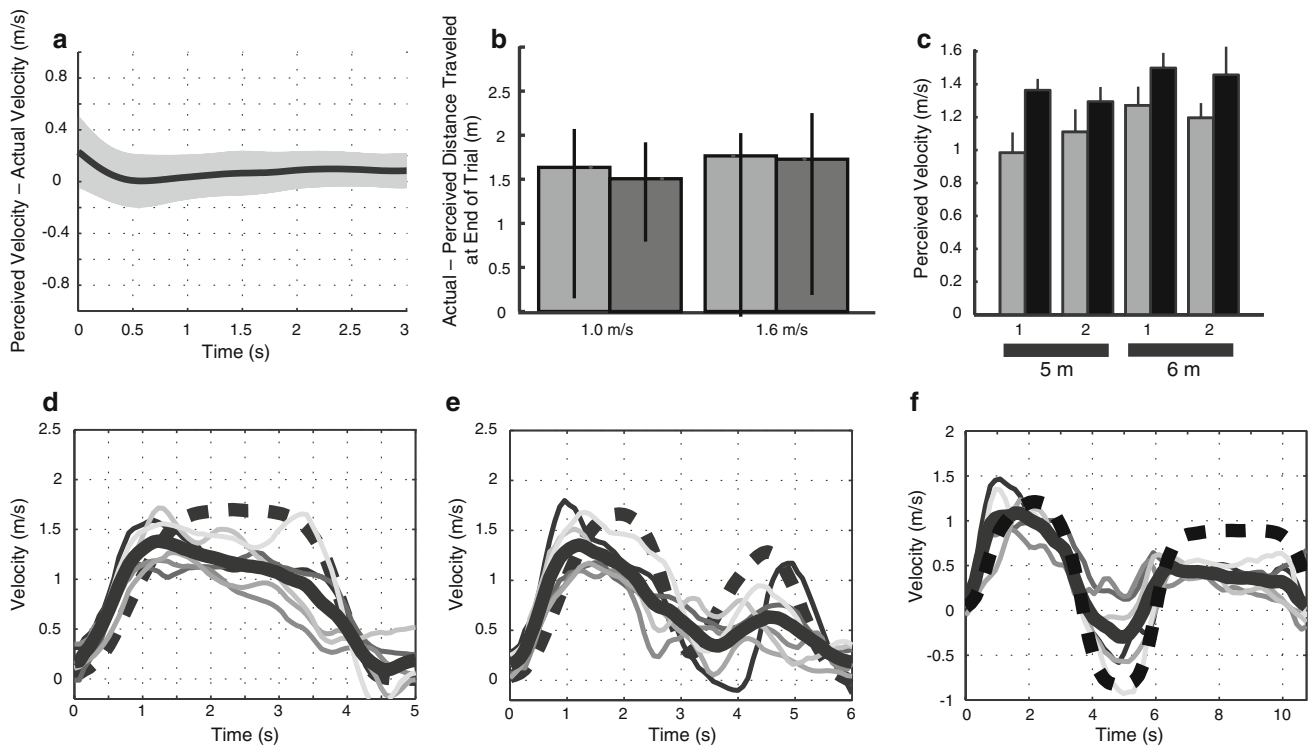 a
Perceived Velocity – Actual Velocity (m/s)
0.8
0.4
0
-0.4
-0.8
0 0.5 1 1.5 2 2.5 3
Time (s)
b
Actual – Perceived Distance Traveled
at End of Trial (m)
3
2.5
2
1.5
1
0.5
0
1.0 m/s 1.6 m/s
c
Perceived Velocity (m/s)
1.6
1.4
1.2
1
0.8
0.6
0.4
0.2
0
1 2 1 2
5 m 6 m
d
Velocity (m/s)
2.5
2
1.5
1
0.5
0
0 1 2 3 4 5
Time (s)
e
Velocity (m/s)
2.5
2
1.5
1
0.5
0
0 1 2 3 4 5 6
Time (s)
f
Velocity (m/s)
2
1.5
1
0.5
0
-0.5
-1
0 2 4 6 8 10
Time (s)